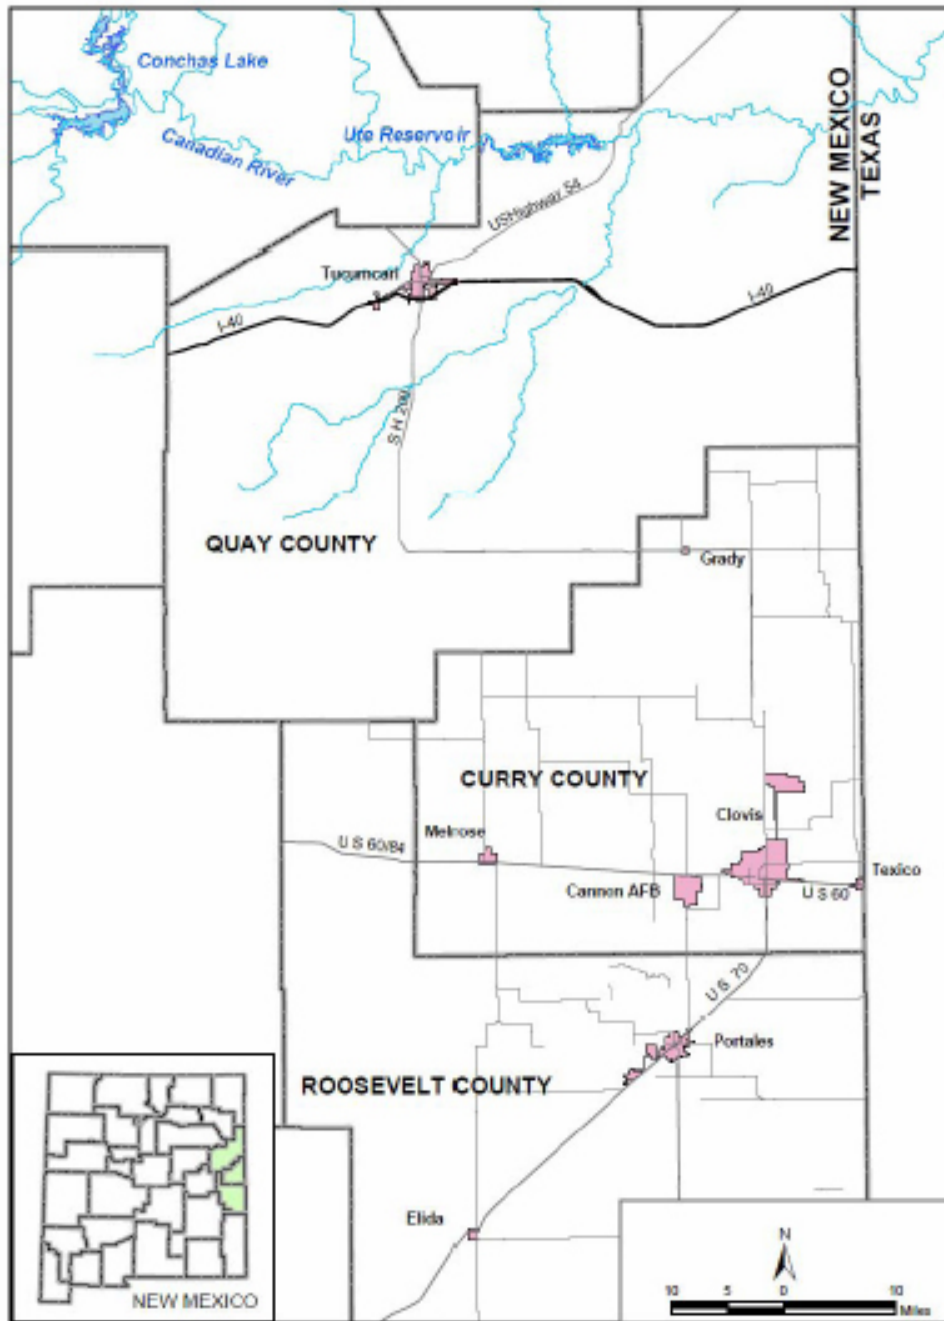 Conchas Lake
Canadian River
Ute Reservoir
NEW MEXICO
TEXAS
US Highway 54
Tucumcari
I-40
I-40
S H 209
QUAY COUNTY
Grady
CURRY COUNTY
Clovis
Melrose
U S 60/84
Texico
Cannon AFB
U S 60
U S 70
Portales
ROOSEVELT COUNTY
Elida
NEW MEXICO
N
10 5 0 10
Miles